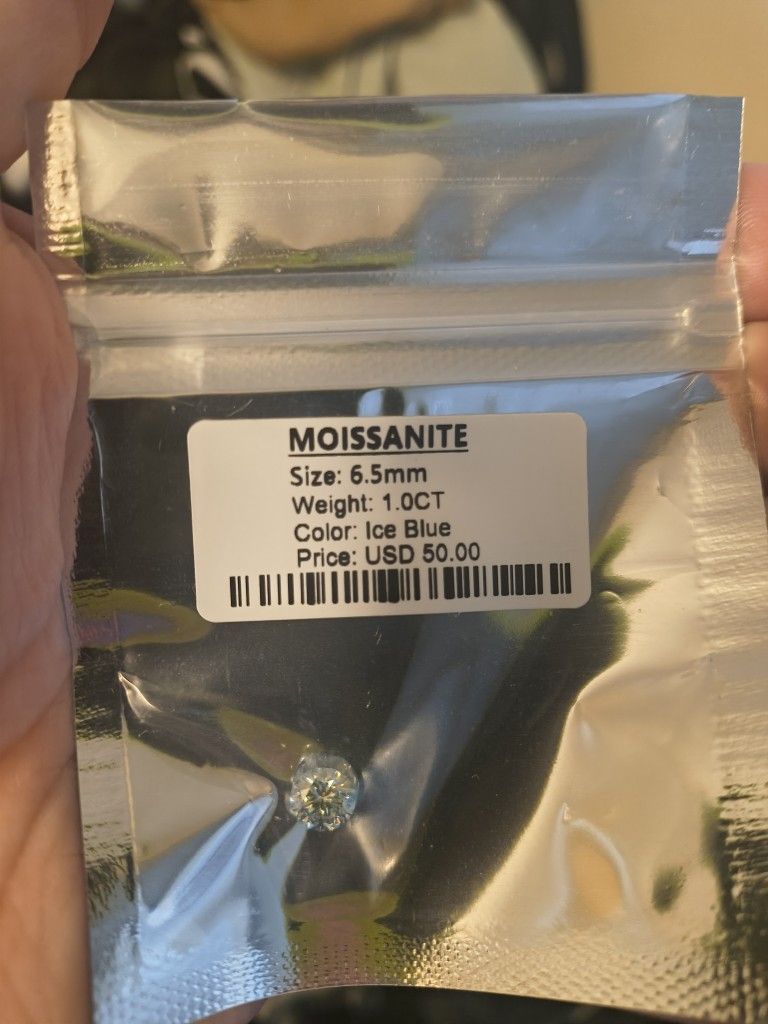 MOISSANITE
Size: 6.5mm
Weight: 1.0CT
Color: Ice Blue
Price: USD 50.00